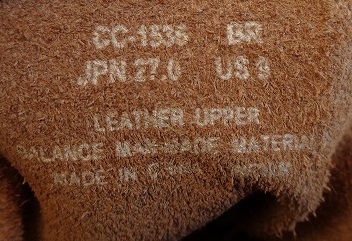 CC-1536 BR
JPN 27.0 US 9
LEATHER UPPER
BALANCE MAN-MADE MATERIAL
MADE IN